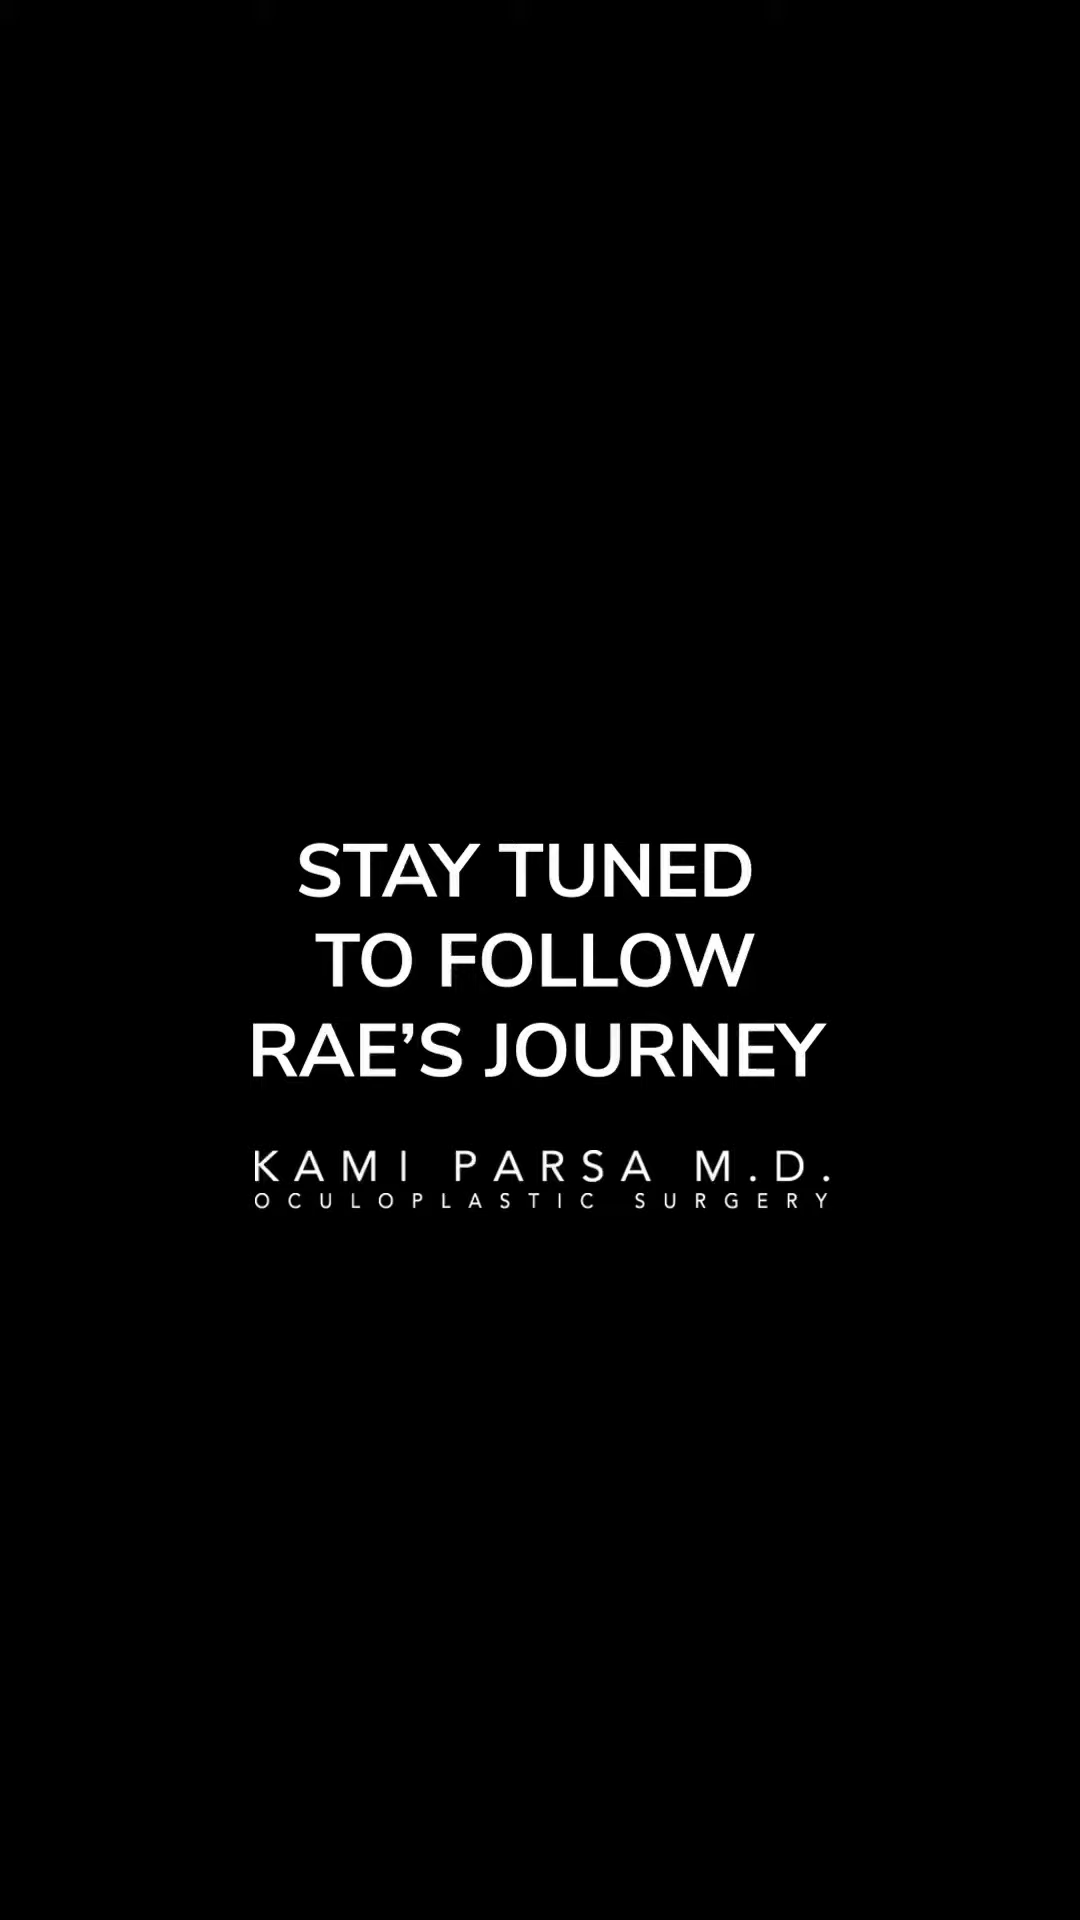 STAY TUNED
TO FOLLOW
RAE’S JOURNEY
KAMI PARSA M.D.
OCULOPLASTIC SURGERY